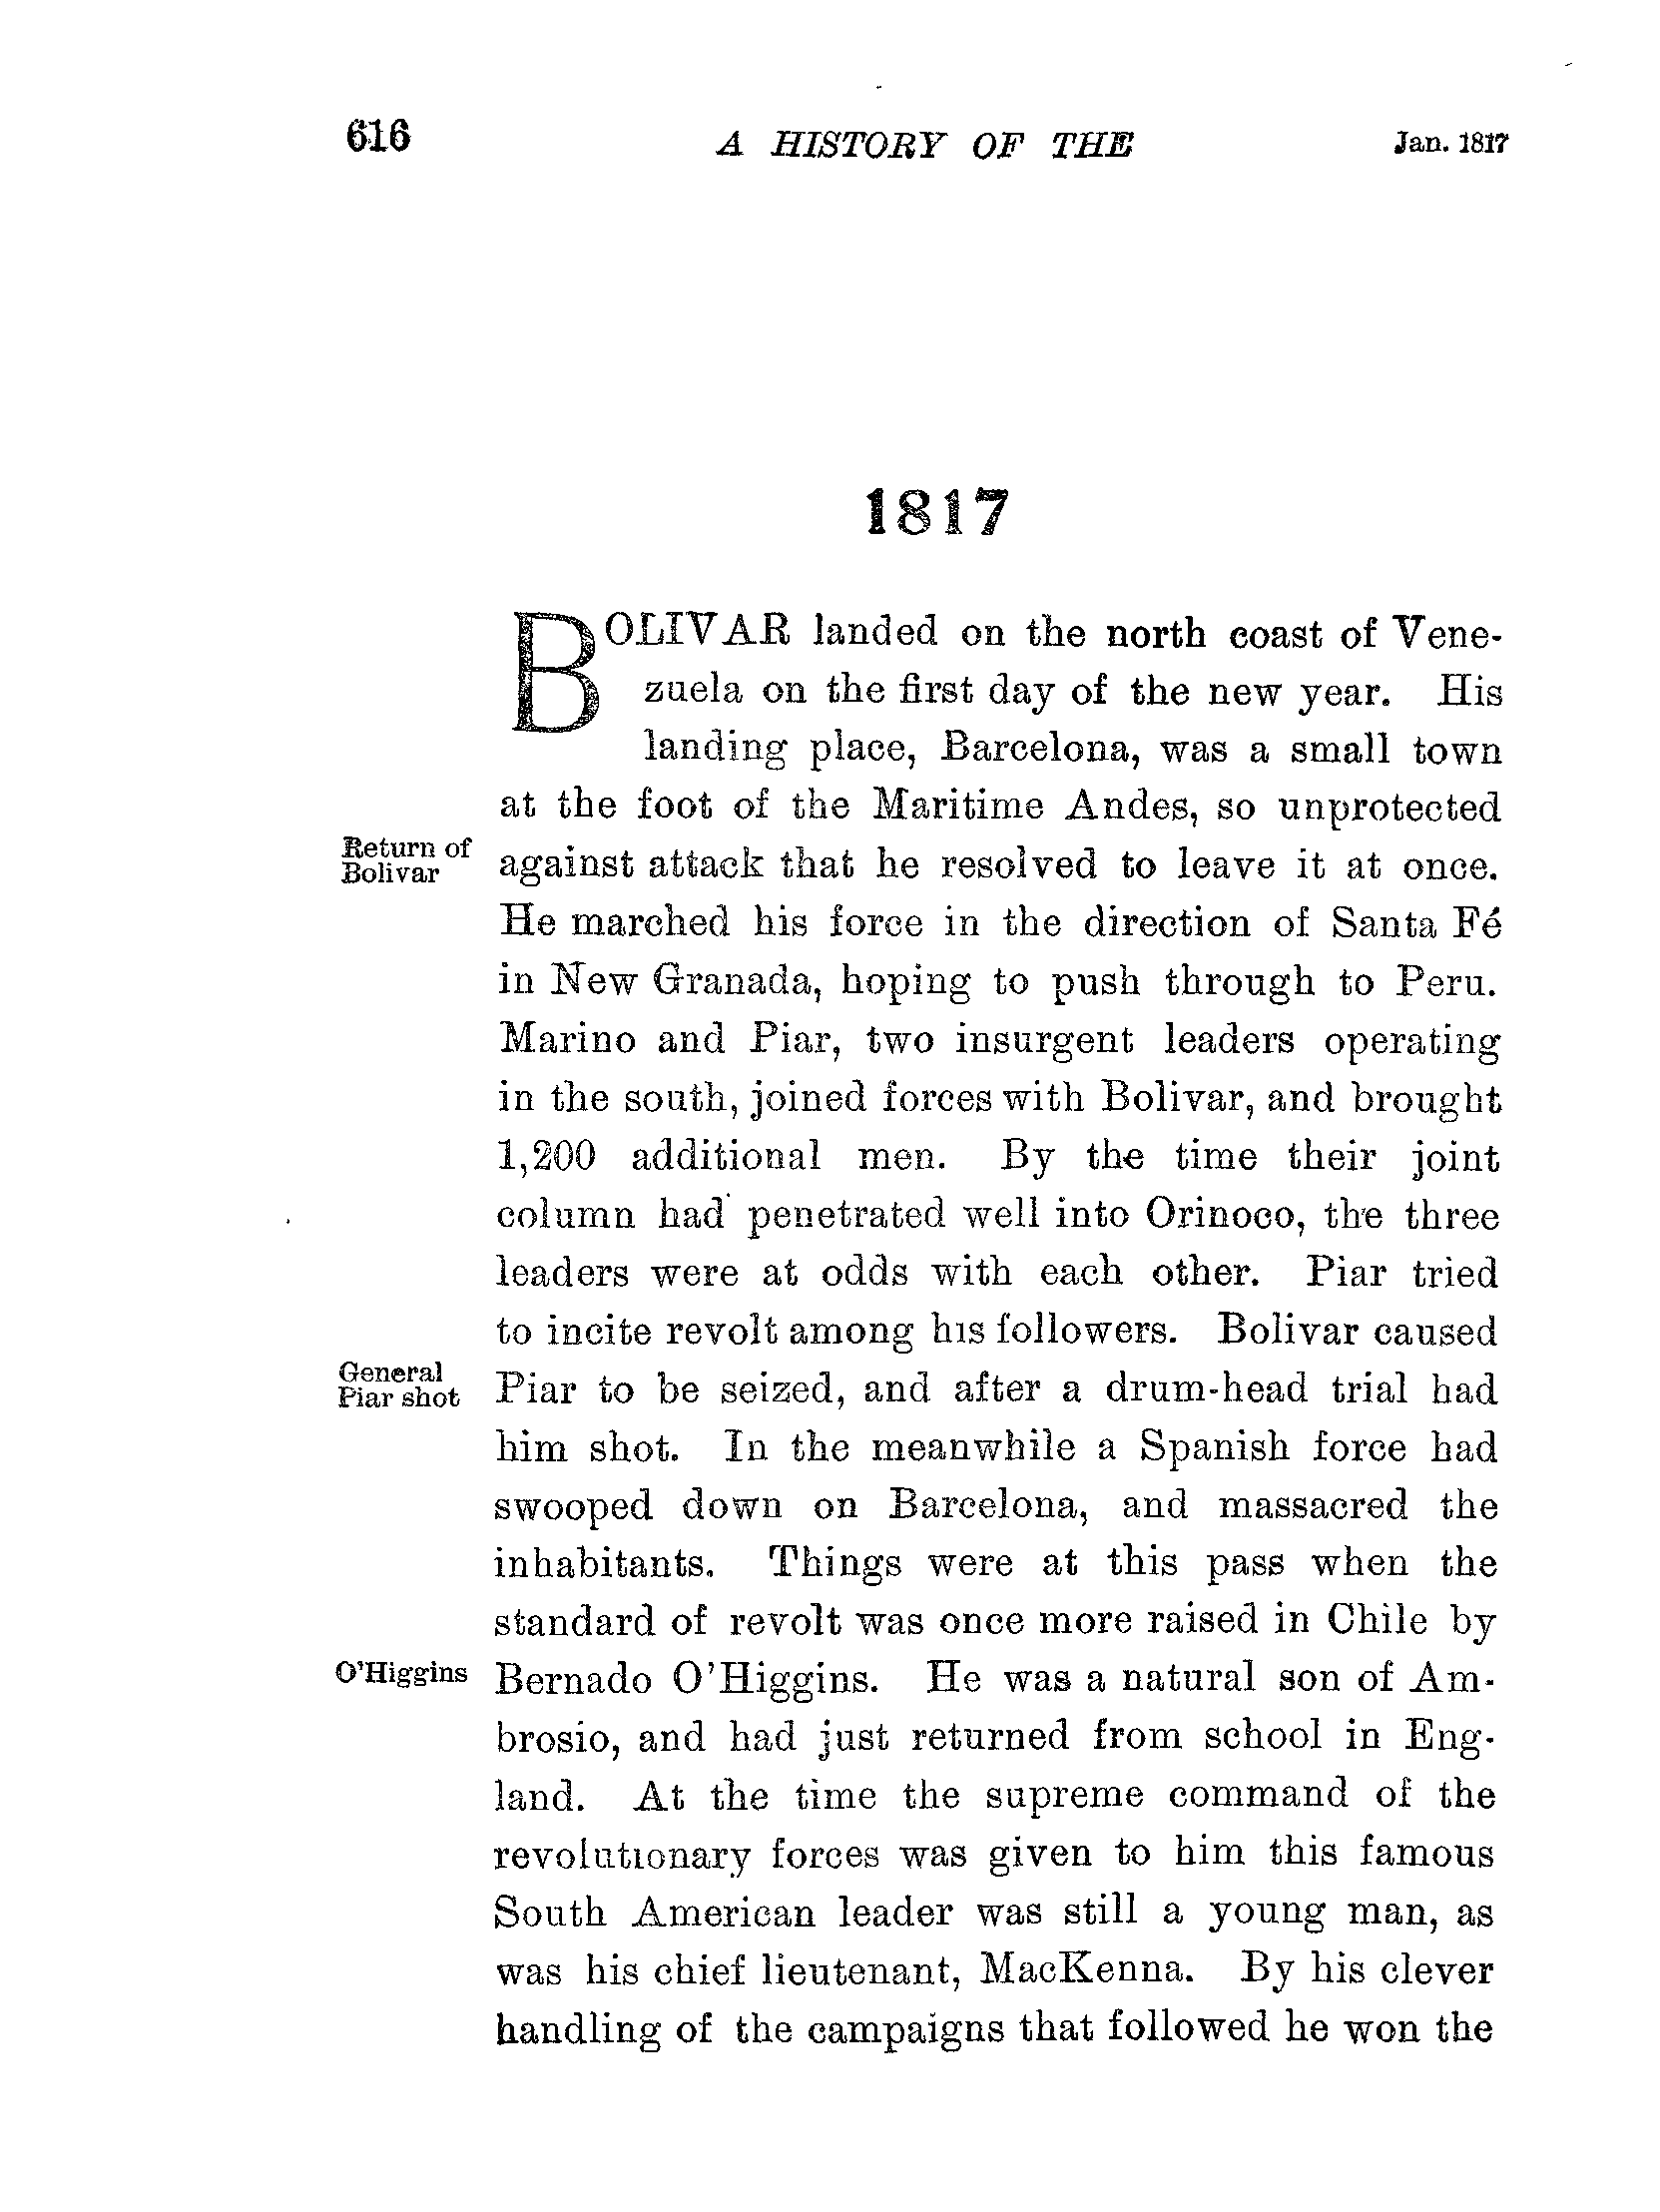 616
A HISTORY OF THE
Jan. 1817
1817
BOLIVAR landed on the north coast of Vene-
zuela on the first day of the new year. His
landing place, Barcelona, was a small town
at the foot of the Maritime Andes, so unprotected
Return of
Bolivar
against attack that he resolved to leave it at once.
He marched his force in the direction of Santa Fé
in New Granada, hoping to push through to Peru.
Marino and Piar, two insurgent leaders operating
in the south, joined forces with Bolivar, and brought
1,200 additional men. By the time their joint
column had penetrated well into Orinoco, the three
leaders were at odds with each other. Piar tried
to incite revolt among his followers. Bolivar caused
General
Piar shot
Piar to be seized, and after a drum-head trial had
him shot. In the meanwhile a Spanish force had
swooped down on Barcelona, and massacred the
inhabitants. Things were at this pass when the
standard of revolt was once more raised in Chile by
O'Higgins
Bernado O'Higgins. He was a natural son of Am-
brosio, and had just returned from school in Eng-
land. At the time the supreme command of the
revolutionary forces was given to him this famous
South American leader was still a young man, as
was his chief lieutenant, MacKenna. By his clever
handling of the campaigns that followed he won the